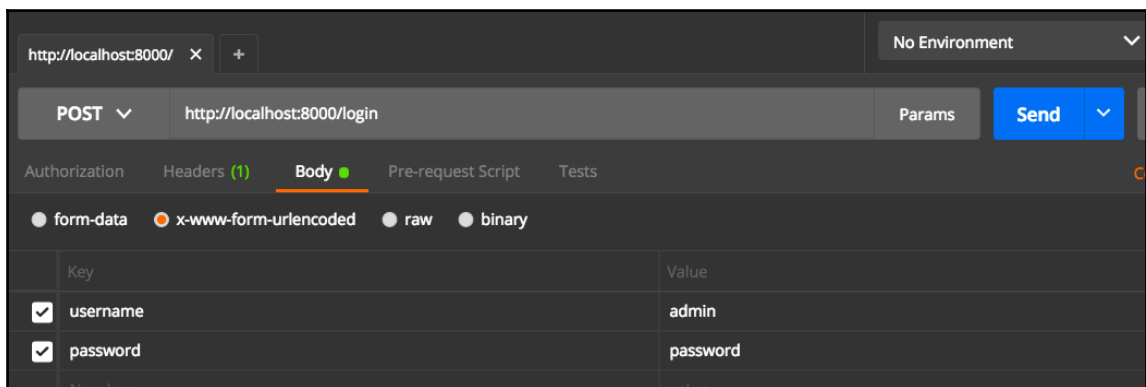 http://localhost:8000/ × +
No Environment
POST http://localhost:8000/login Params Send
Authorization Headers (1) Body Pre-request Script Tests
form-data x-www-form-urlencoded raw binary
Key Value
username admin
password password